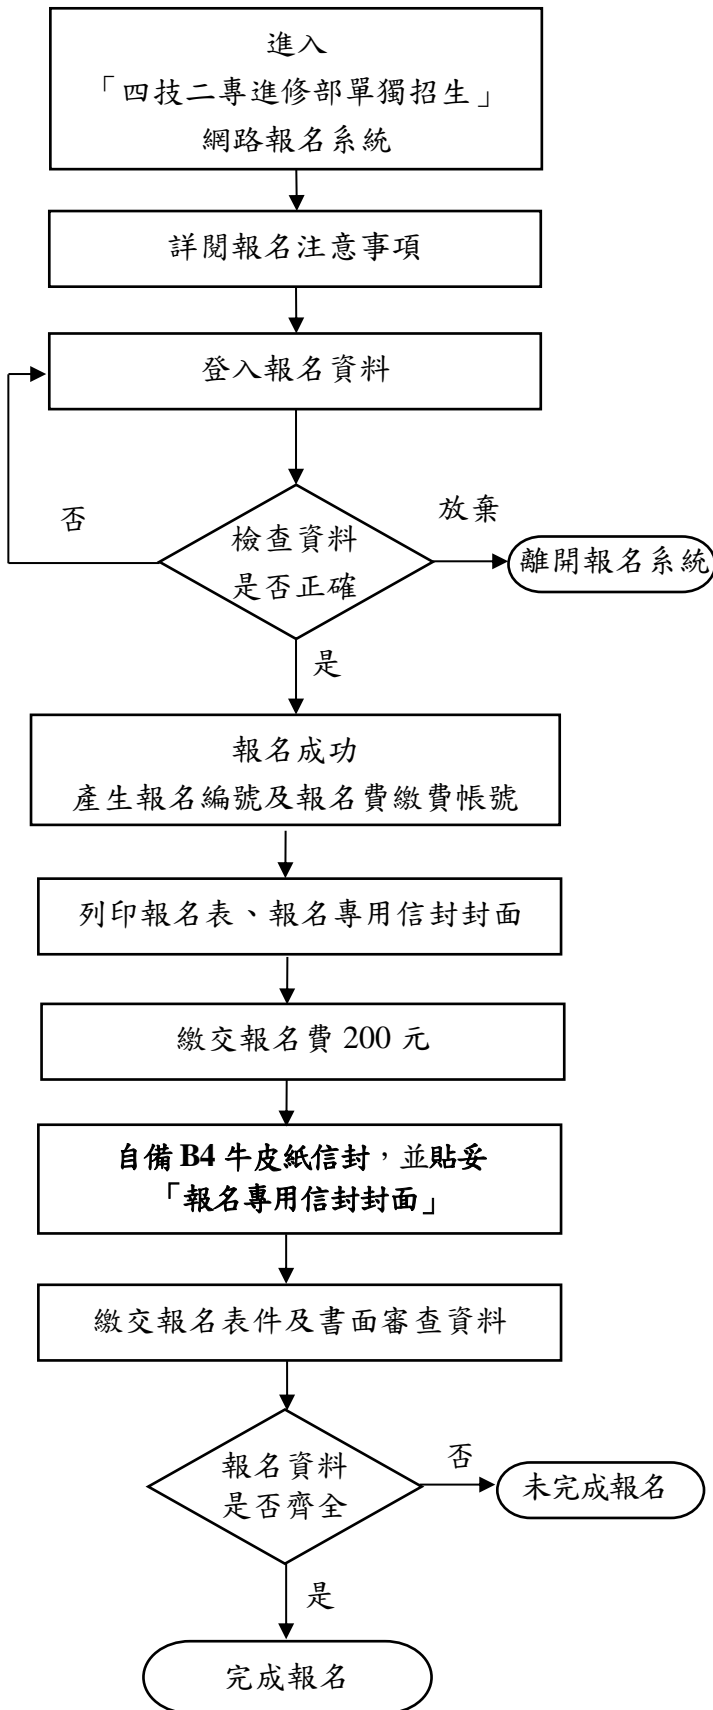 進入
「四技二專進修部單獨招生」
網路報名系統
詳閱報名注意事項
登入報名資料
否
放棄
檢查資料
是否正確
離開報名系統
是
報名成功
產生報名編號及報名費繳費帳號
列印報名表、報名專用信封封面
繳交報名費 200 元
自備 B4 牛皮紙信封，並貼妥
「報名專用信封封面」
繳交報名表件及書面審查資料
報名資料
是否齊全
否
未完成報名
是
完成報名